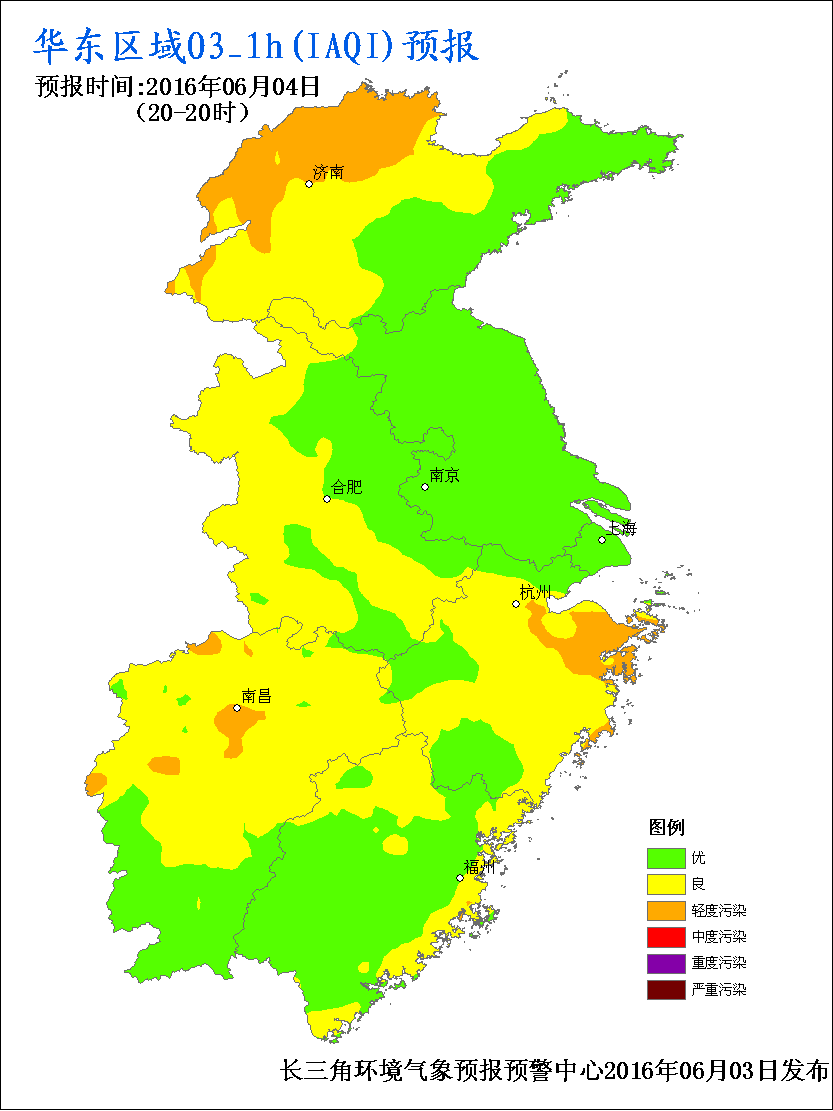 华东区域O3_1h(IAQI)预报
预报时间:2016年06月04日
(20-20时)
济南
南京
合肥
上海
杭州
南昌
福州
图例
优
良
轻度污染
中度污染
重度污染
严重污染
长三角环境气象预报预警中心2016年06月03日发布